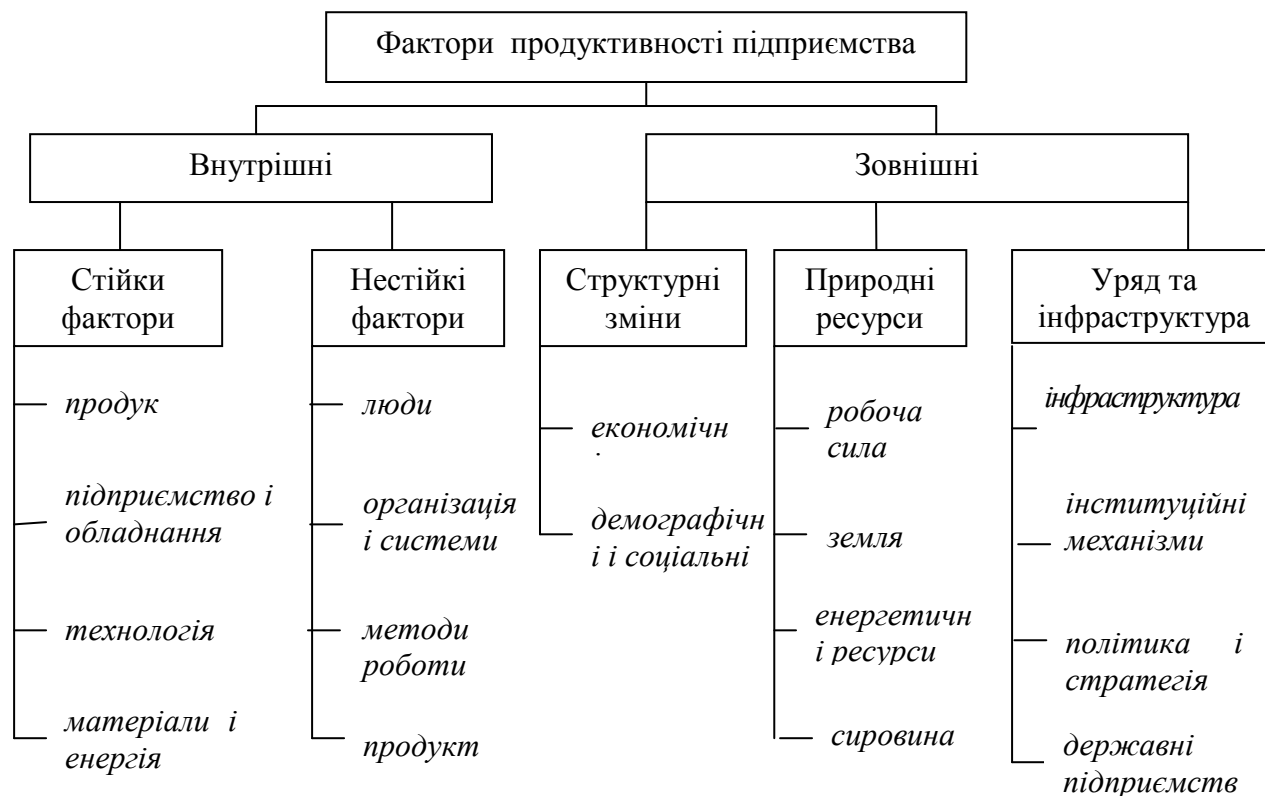 Фактори продуктивності підприємства
Внутрішні
Зовнішні
Стійки
фактори
Нестійкі
фактори
Структурні
зміни
Природні
ресурси
Уряд та
інфраструктура
продук
підприємство і
обладнання
технологія
матеріали і
енергія
люди
організація
і системи
методи
роботи
продукт
економічн
демографічн
і і соціальні
робоча
сила
земля
енергетичн
і ресурси
сировина
інфраструктура
інституційні
механізми
політика і
стратегія
державні
підприємств